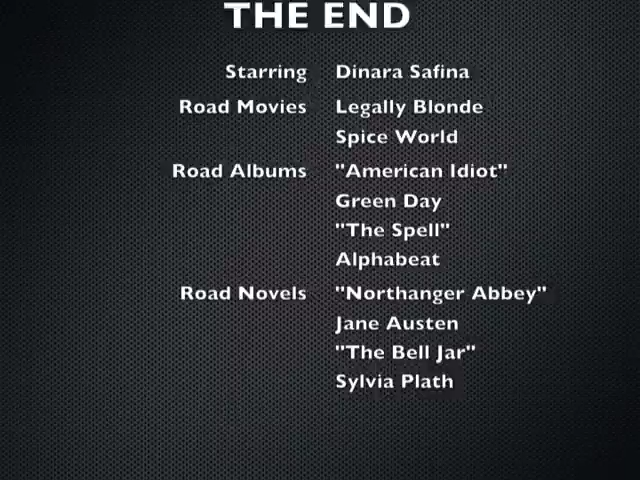 THE END
Starring Dinara Safina
Road Movies Legally Blonde
Spice World
Road Albums "American Idiot"
Green Day
"The Spell"
Alphabeat
Road Novels "Northanger Abbey"
Jane Austen
"The Bell Jar"
Sylvia Plath